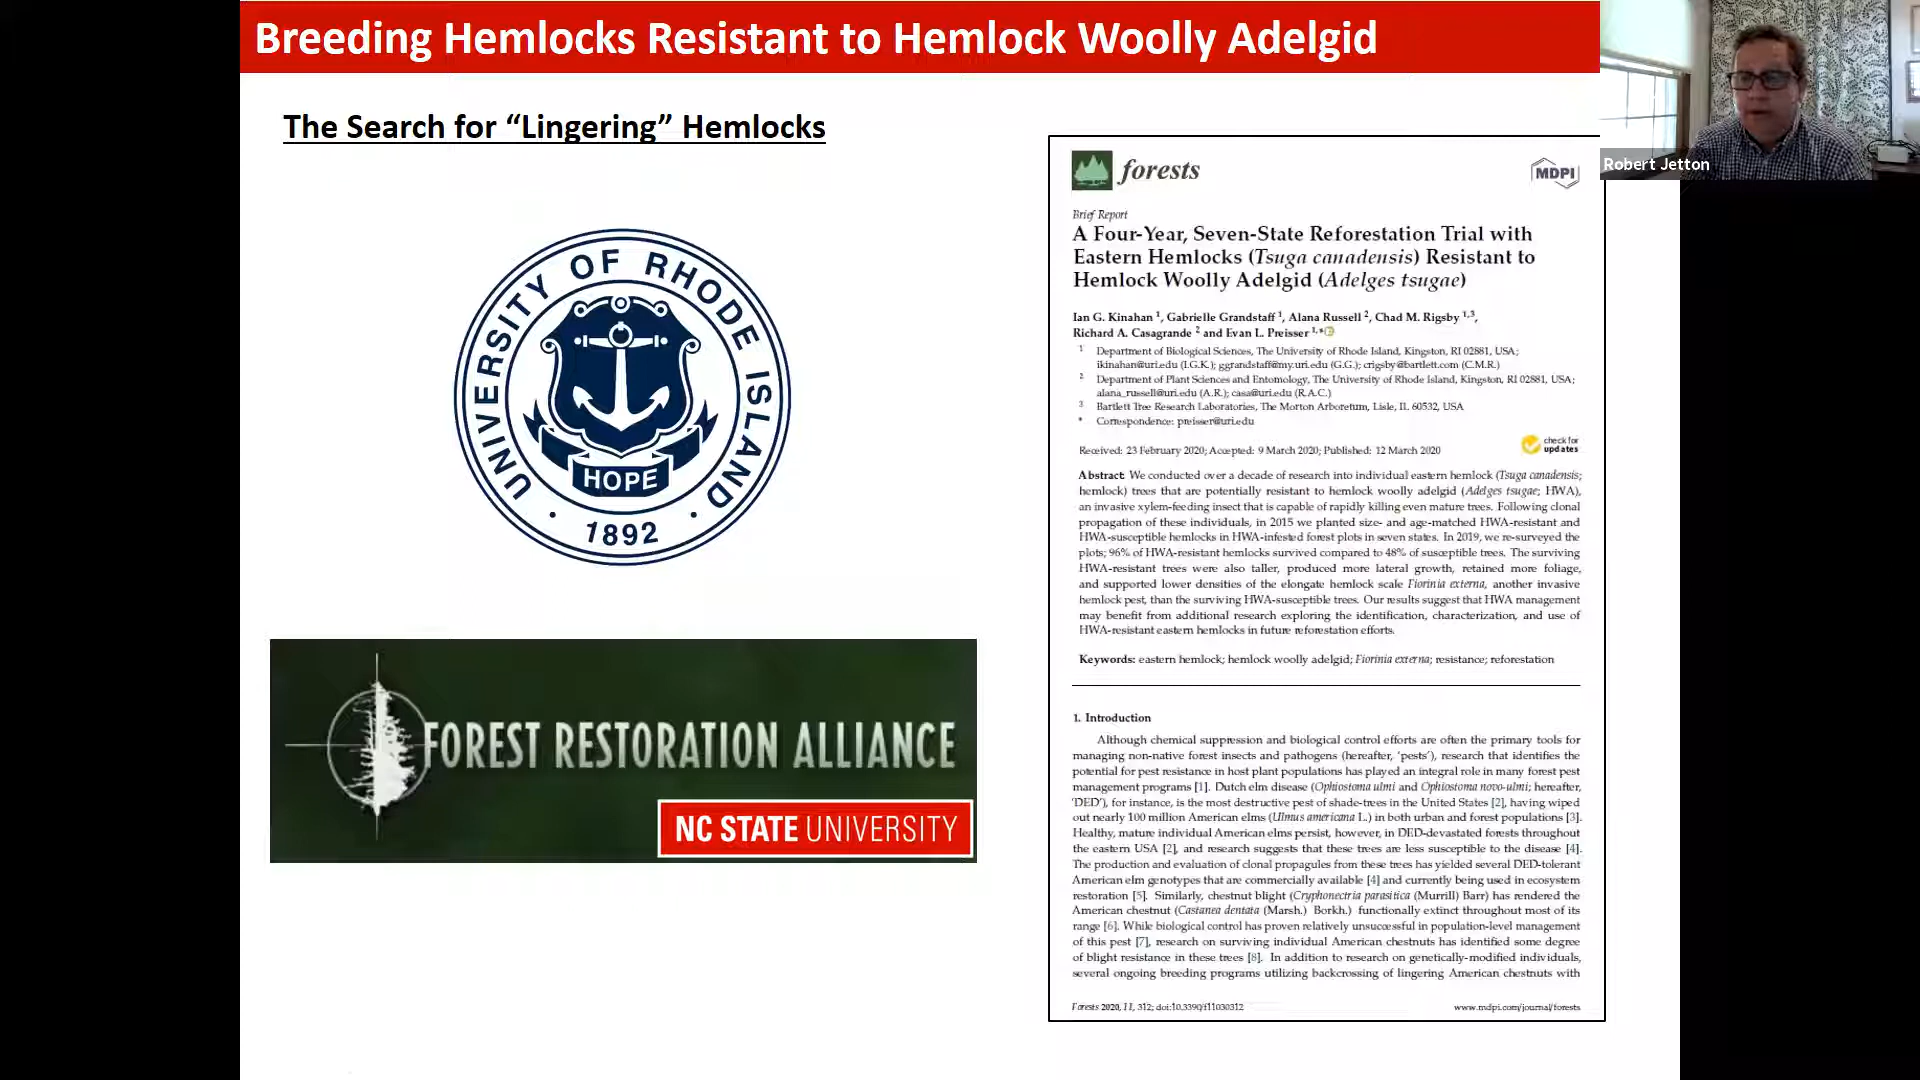 Breeding Hemlocks Resistant to Hemlock Woolly Adelgid
Robert Jetton
The Search for “Lingering” Hemlocks
UNIVERSITY OF RHODE ISLAND
HOPE
· 1892 ·
FOREST RESTORATION ALLIANCE
NC STATE UNIVERSITY
forests
MDPI
Brief Report
A Four-Year, Seven-State Reforestation Trial with
Eastern Hemlocks (Tsuga canadensis) Resistant to
Hemlock Woolly Adelgid (Adelges tsugae)
Ian G. Kinahan 1, Gabrielle Grandstaff 1, Alana Russell 2, Chad M. Rigsby 1,3,
Richard A. Casagrande 2 and Evan L. Preisser 1,*
1 Department of Biological Sciences, The University of Rhode Island, Kingston, RI 02881, USA;
ikinahan@uri.edu (I.G.K.); ggrandstaff@my.uri.edu (G.G.); crigsby@bartlett.com (C.M.R.)
2 Department of Plant Sciences and Entomology, The University of Rhode Island, Kingston, RI 02881, USA;
alana_russell@uri.edu (A.R.); casa@uri.edu (R.A.C.)
3 Bartlett Tree Research Laboratories, The Morton Arboretum, Lisle, IL 60532, USA
* Correspondence: preisser@uri.edu
Received: 23 February 2020; Accepted: 9 March 2020; Published: 12 March 2020
check for
updates
Abstract: We conducted over a decade of research into individual eastern hemlock (Tsuga canadensis;
hemlock) trees that are potentially resistant to hemlock woolly adelgid (Adelges tsugae; HWA),
an invasive xylem-feeding insect that is capable of rapidly killing even mature trees. Following clonal
propagation of these individuals, in 2015 we planted size- and age-matched HWA-resistant and
HWA-susceptible hemlocks in HWA-infested forest plots in seven states. In 2019, we re-surveyed the
plots; 96% of HWA-resistant hemlocks survived compared to 48% of susceptible trees. The surviving
HWA-resistant trees were also taller, produced more lateral growth, retained more foliage,
and supported lower densities of the elongate hemlock scale Fiorinia externa, another invasive
hemlock pest, than the surviving HWA-susceptible trees. Our results suggest that HWA management
may benefit from additional research exploring the identification, characterization, and use of
HWA-resistant eastern hemlocks in future reforestation efforts.
Keywords: eastern hemlock; hemlock woolly adelgid; Fiorinia externa; resistance; reforestation
1. Introduction
Although chemical suppression and biological control efforts are often the primary tools for
managing non-native forest insects and pathogens (hereafter, ‘pests’), research that identifies the
potential for pest resistance in host plant populations has played an integral role in many forest pest
management programs [1]. Dutch elm disease (Ophiostoma ulmi and Ophiostoma novo-ulmi; hereafter,
‘DED’), for instance, is the most destructive pest of shade-trees in the United States [2], having wiped
out nearly 100 million American elms (Ulmus americana L.) in both urban and forest populations [3].
Healthy, mature individual American elms persist, however, in DED-devastated forests throughout
the eastern USA [2], and research suggests that these trees are less susceptible to the disease [4].
The production and evaluation of clonal propagules from these trees has yielded several DED-tolerant
American elm genotypes that are commercially available [4] and currently being used in ecosystem
restoration [5]. Similarly, chestnut blight (Cryphonectria parasitica (Murrill) Barr) has rendered the
American chestnut (Castanea dentata (Marsh.) Borkh.) functionally extinct throughout most of its
range [6]. While biological control has proven relatively unsuccessful in population-level management
of this pest [7], research on surviving individual American chestnuts has identified some degree
of blight resistance in these trees [8]. In addition to research on genetically-modified individuals,
several ongoing breeding programs utilizing backcrossing of lingering American chestnuts with
Forests 2020, 11, 312; doi:10.3390/f11030312
www.mdpi.com/journal/forests